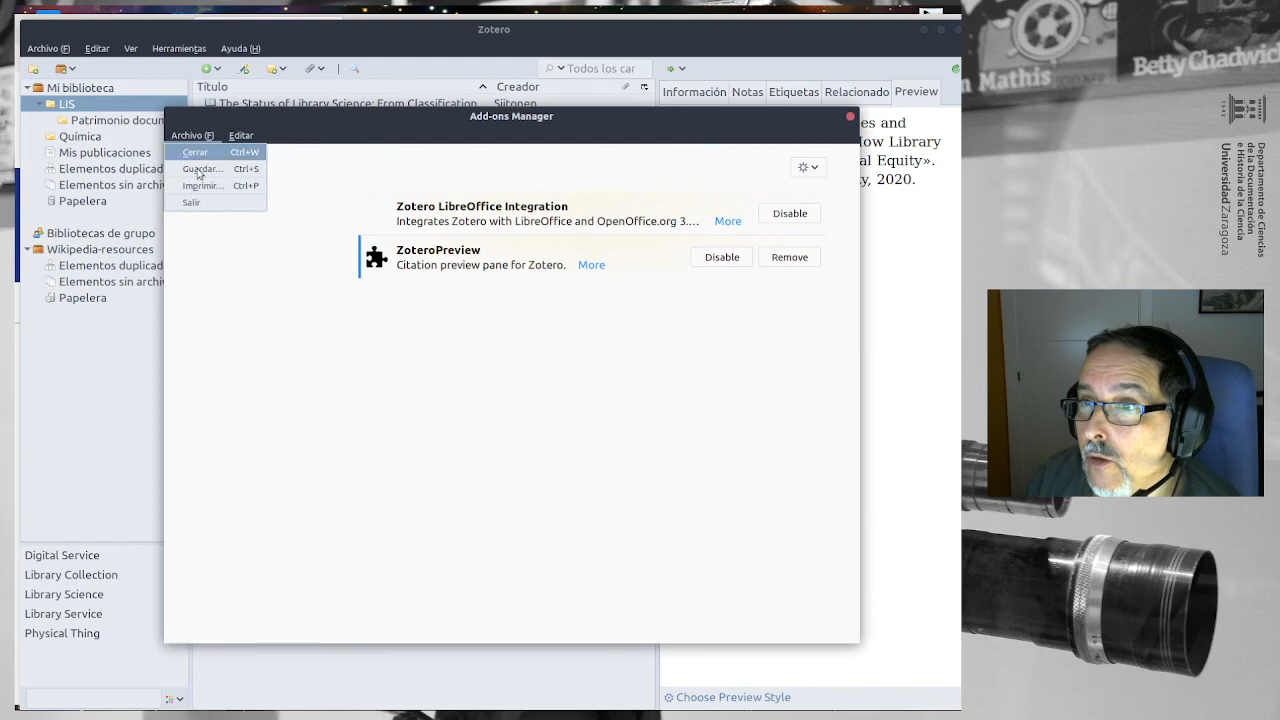 Zotero
Archivo (F) Editar Ver Herramientas Ayuda (H)
Todos los car
Mi biblioteca
LIS
Patrimonio docum
Química
Mis publicaciones
Elementos duplicad
Elementos sin archi
Papelera
Bibliotecas de grupo
Wikipedia-resources
Elementos duplicad
Elementos sin archi
Papelera
Digital Service
Library Collection
Library Science
Library Service
Physical Thing
Título Creador
The Status of Library Science: From Classification Siitonen
Add-ons Manager
Archivo (F) Editar
Cerrar Ctrl+W
Guardar... Ctrl+S
Imprimir... Ctrl+P
Salir
Zotero LibreOffice Integration
Integrates Zotero with LibreOffice and OpenOffice.org 3.... More
Disable
ZoteroPreview
Citation preview pane for Zotero. More
Disable Remove
Información Notas Etiquetas Relacionado Preview
es and
low Library
al Equity».
y, 2020.
Choose Preview Style
n Mathis
Betty Chadwic
1542
Departamento de Ciencias
de la Documentación
e Historia de la Ciencia
Universidad
Zaragoza